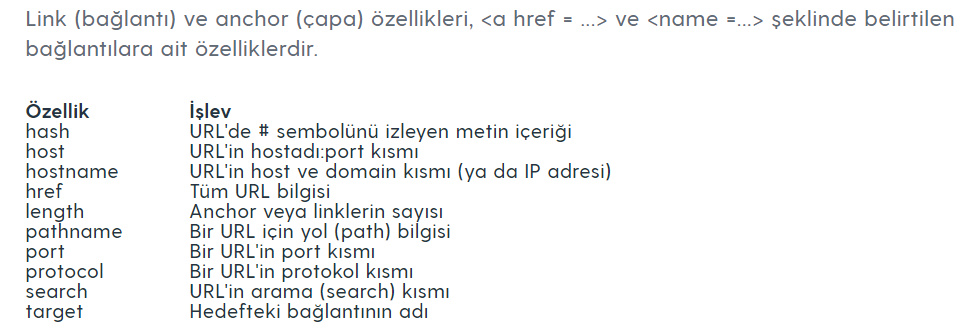 Link (bağlantı) ve anchor (çapa) özellikleri, <a href = ...> ve <name =...> şeklinde belirtilen
bağlantılara ait özelliklerdir.
Özellik İşlev
hash URL'de # sembolünü izleyen metin içeriği
host URL'in hostadı:port kısmı
hostname URL'in host ve domain kısmı (ya da IP adresi)
href Tüm URL bilgisi
length Anchor veya linklerin sayısı
pathname Bir URL için yol (path) bilgisi
port Bir URL'in port kısmı
protocol Bir URL'in protokol kısmı
search URL'in arama (search) kısmı
target Hedefteki bağlantının adı